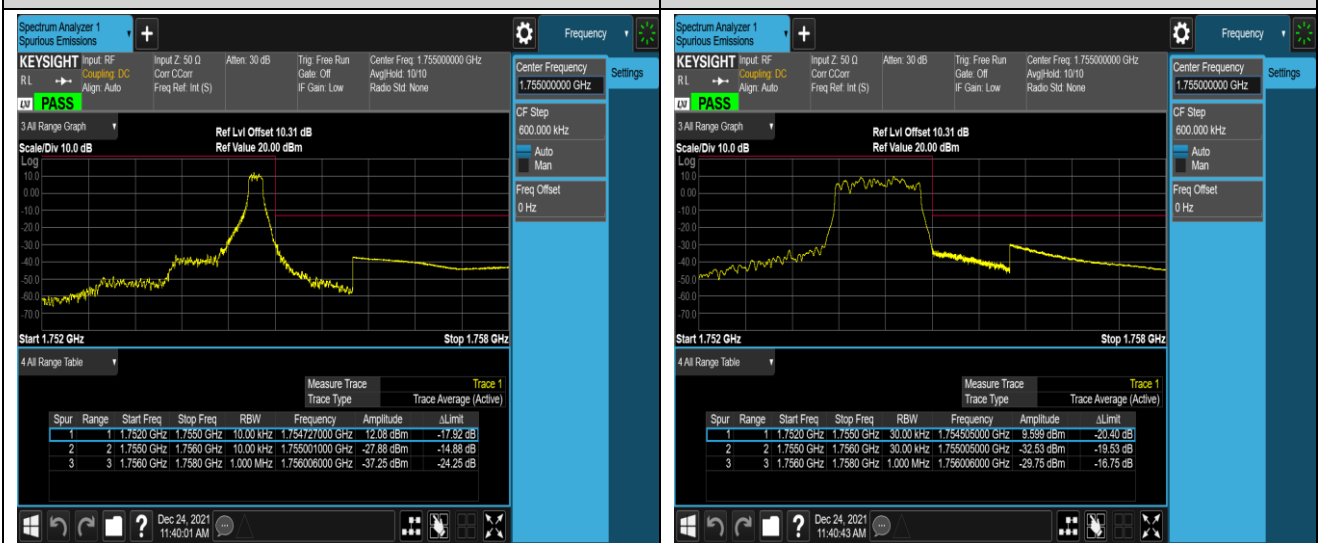 Spectrum Analyzer 1
Spurious Emissions
Frequency
KEYSIGHT Input: RF Input Z: 50 Ω Atten: 30 dB Trig: Free Run Center Freq: 1.755000000 GHz
Coupling: DC Corr CCorr Gate: Off Avg|Hold: 10/10
RL Align: Auto Freq Ref: Int (S) IF Gain: Low Radio Std: None
LXI PASS
3 All Range Graph
Ref Lvl Offset 10.31 dB
Scale/Div 10.0 dB Ref Value 20.00 dBm
Log
10.0
0.00
-10.0
-20.0
-30.0
-40.0
-50.0
-60.0
-70.0
Start 1.752 GHz Stop 1.758 GHz
4 All Range Table
Measure Trace Trace 1
Trace Type Trace Average (Active)
Spur Range Start Freq Stop Freq RBW Frequency Amplitude ΔLimit
1 1 1.7520 GHz 1.7550 GHz 10.00 kHz 1.754727000 GHz 12.08 dBm -17.92 dB
2 2 1.7550 GHz 1.7560 GHz 10.00 kHz 1.755001000 GHz -27.88 dBm -14.88 dB
3 3 1.7560 GHz 1.7580 GHz 1.000 MHz 1.756006000 GHz -37.25 dBm -24.25 dB
Center Frequency
1.755000000 GHz
Settings
CF Step
600.000 kHz
Auto
Man
Freq Offset
0 Hz
?
Dec 24, 2021
11:40:01 AM
Spectrum Analyzer 1
Spurious Emissions
Frequency
KEYSIGHT Input: RF Input Z: 50 Ω Atten: 30 dB Trig: Free Run Center Freq: 1.755000000 GHz
Coupling: DC Corr CCorr Gate: Off Avg|Hold: 10/10
RL Align: Auto Freq Ref: Int (S) IF Gain: Low Radio Std: None
LXI PASS
3 All Range Graph
Ref Lvl Offset 10.31 dB
Scale/Div 10.0 dB Ref Value 20.00 dBm
Log
10.0
0.00
-10.0
-20.0
-30.0
-40.0
-50.0
-60.0
-70.0
Start 1.752 GHz Stop 1.758 GHz
4 All Range Table
Measure Trace Trace 1
Trace Type Trace Average (Active)
Spur Range Start Freq Stop Freq RBW Frequency Amplitude ΔLimit
1 1 1.7520 GHz 1.7550 GHz 30.00 kHz 1.754505000 GHz 9.599 dBm -20.40 dB
2 2 1.7550 GHz 1.7560 GHz 30.00 kHz 1.755005000 GHz -32.53 dBm -19.53 dB
3 3 1.7560 GHz 1.7580 GHz 1.000 MHz 1.756006000 GHz -29.75 dBm -16.75 dB
Center Frequency
1.755000000 GHz
Settings
CF Step
600.000 kHz
Auto
Man
Freq Offset
0 Hz
?
Dec 24, 2021
11:40:43 AM